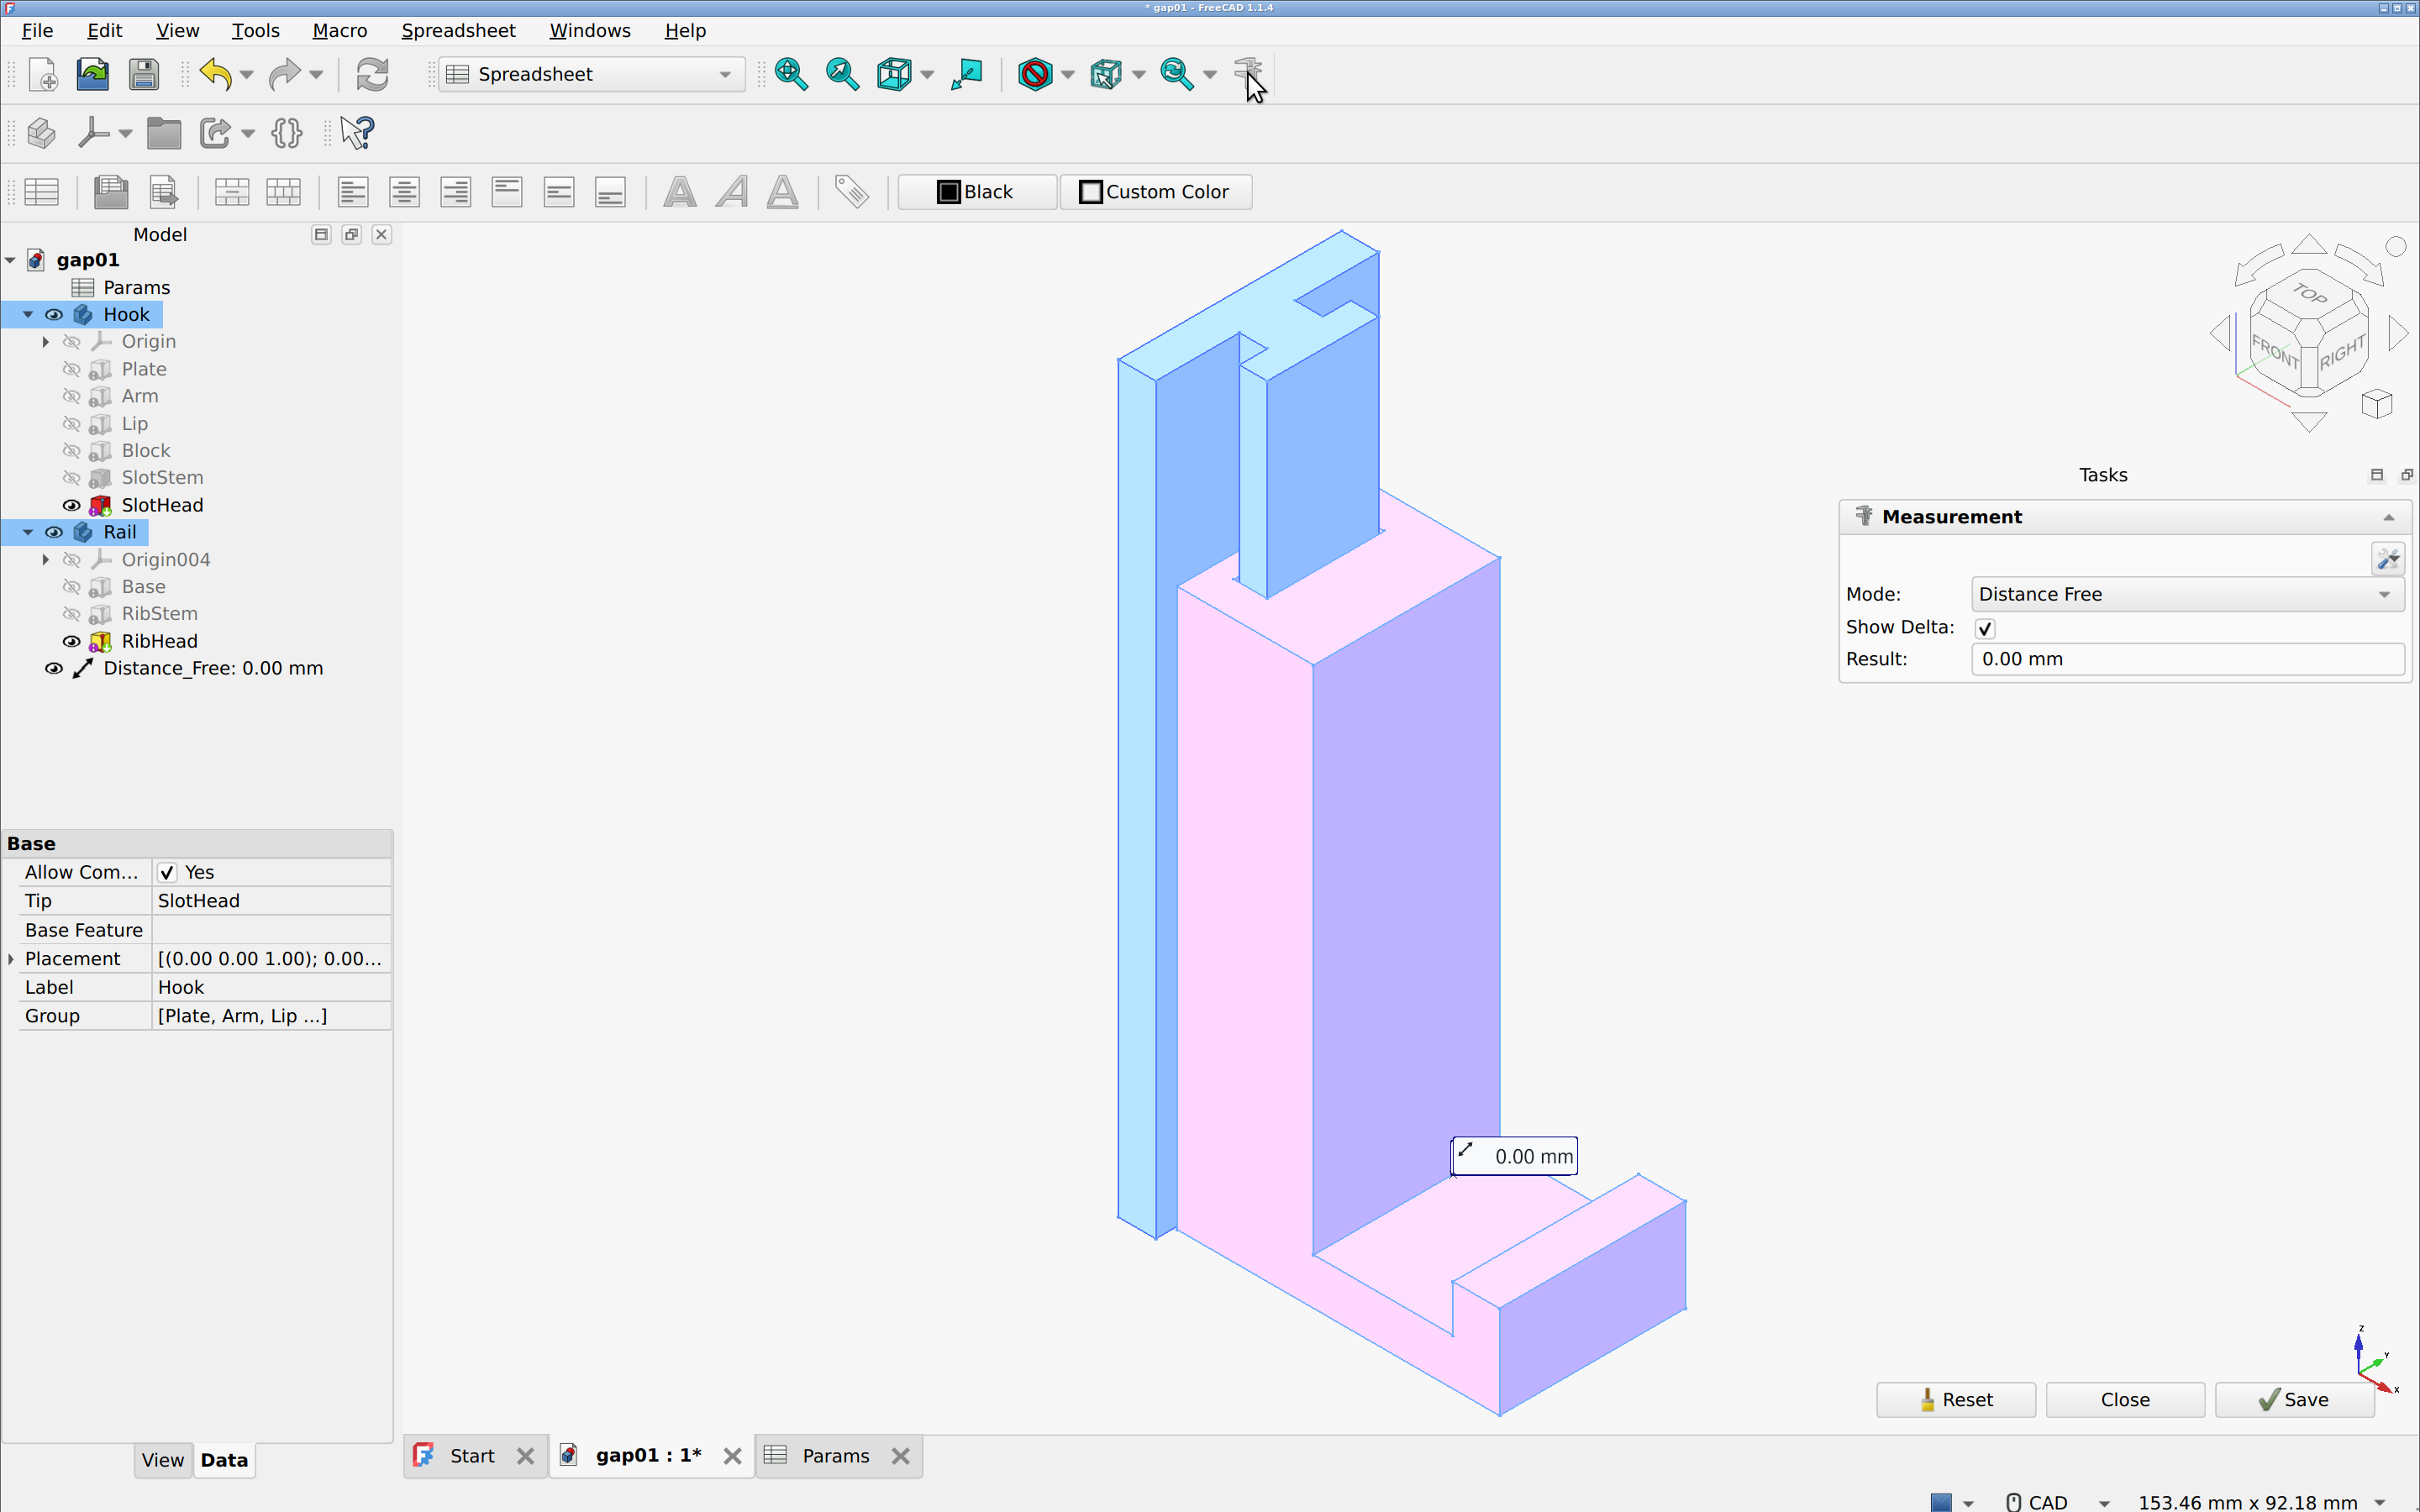 * gap01 - FreeCAD 1.1.4
File Edit View Tools Macro Spreadsheet Windows Help
Spreadsheet
Black Custom Color
Model
gap01
Params
Hook
Origin
Plate
Arm
Lip
Block
SlotStem
SlotHead
Rail
Origin004
Base
RibStem
RibHead
Distance_Free: 0.00 mm
Base
Allow Com... Yes
Tip SlotHead
Base Feature
Placement [(0.00 0.00 1.00); 0.00...
Label Hook
Group [Plate, Arm, Lip ...]
View Data
TOP
FRONT RIGHT
Tasks
Measurement
Mode: Distance Free
Show Delta:
Result: 0.00 mm
0.00 mm
Z
Y
X
Reset Close Save
Start gap01 : 1* Params
CAD 153.46 mm x 92.18 mm